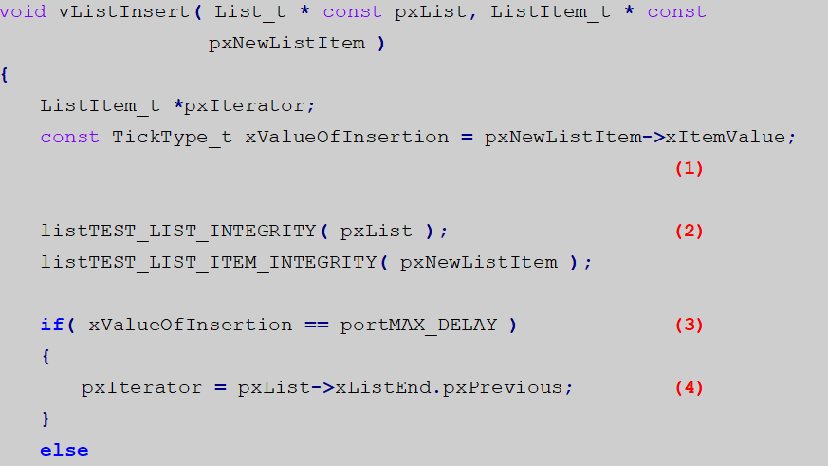 void vListInsert( List_t * const pxList, ListItem_t * const
pxNewListItem )
{
ListItem_t *pxIterator;
const TickType_t xValueOfInsertion = pxNewListItem->xItemValue;
(1)
listTEST_LIST_INTEGRITY( pxList ); (2)
listTEST_LIST_ITEM_INTEGRITY( pxNewListItem );
if( xValueOfInsertion == portMAX_DELAY ) (3)
{
pxIterator = pxList->xListEnd.pxPrevious; (4)
}
else